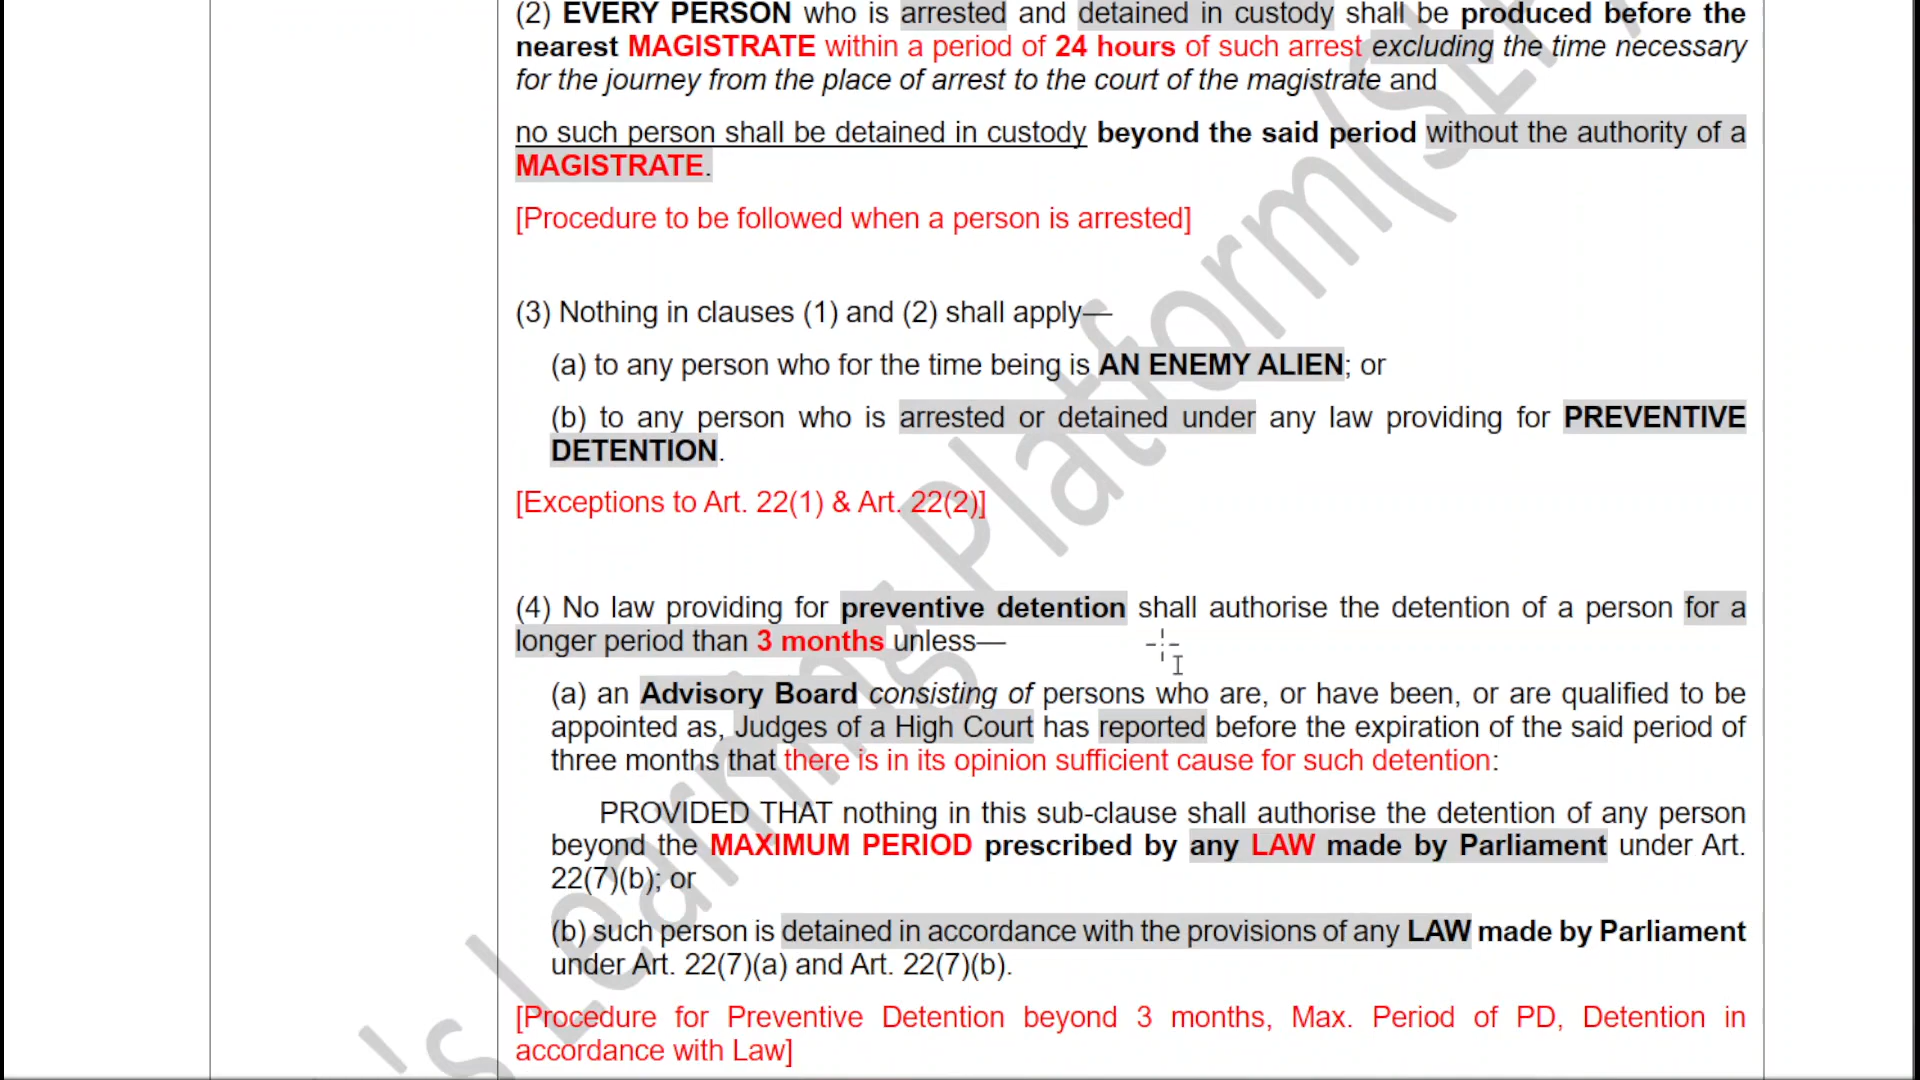 (2) EVERY PERSON who is arrested and detained in custody shall be produced before the
nearest MAGISTRATE within a period of 24 hours of such arrest excluding the time necessary
for the journey from the place of arrest to the court of the magistrate and
no such person shall be detained in custody beyond the said period without the authority of a
MAGISTRATE.
[Procedure to be followed when a person is arrested]
(3) Nothing in clauses (1) and (2) shall apply—
(a) to any person who for the time being is AN ENEMY ALIEN; or
(b) to any person who is arrested or detained under any law providing for PREVENTIVE
DETENTION.
[Exceptions to Art. 22(1) & Art. 22(2)]
(4) No law providing for preventive detention shall authorise the detention of a person for a
longer period than 3 months unless—
(a) an Advisory Board consisting of persons who are, or have been, or are qualified to be
appointed as, Judges of a High Court has reported before the expiration of the said period of
three months that there is in its opinion sufficient cause for such detention:
PROVIDED THAT nothing in this sub-clause shall authorise the detention of any person
beyond the MAXIMUM PERIOD prescribed by any LAW made by Parliament under Art.
22(7)(b); or
(b) such person is detained in accordance with the provisions of any LAW made by Parliament
under Art. 22(7)(a) and Art. 22(7)(b).
[Procedure for Preventive Detention beyond 3 months, Max. Period of PD, Detention in
accordance with Law]
's Learning Platform